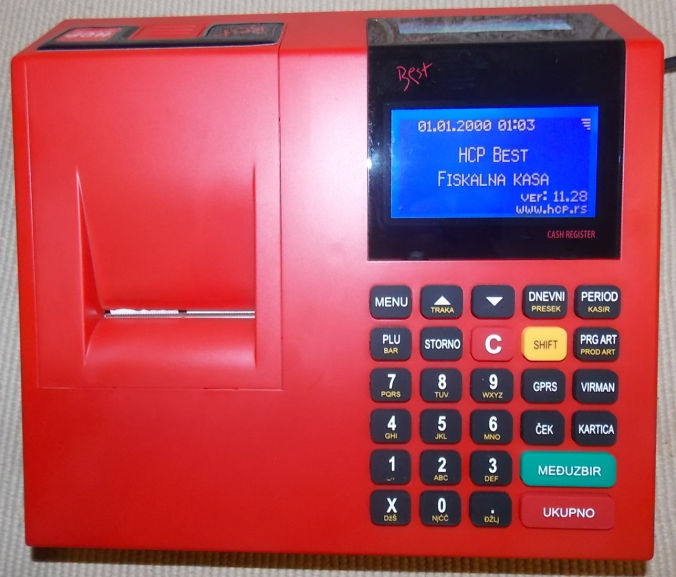 HCP
Best
01.01.2000 01:03
HCP BEST
FISKALNA KASA
VER: 11.28
www.hcp.rs
CASH REGISTER
MENU
TRAKA
DNEVNI
PRESEK
PERIOD
KASIR
PLU
BAR
STORNO
C
SHIFT
PRG ART
PROD ART
7
PQRS
8
TUV
9
WXYZ
GPRS
VIRMAN
4
GHI
5
JKL
6
MNO
ČEK
KARTICA
1
2
ABC
3
DEF
MEĐUZBIR
X
DžŠ
0
NjČĆ
.
ĐŽLj
UKUPNO